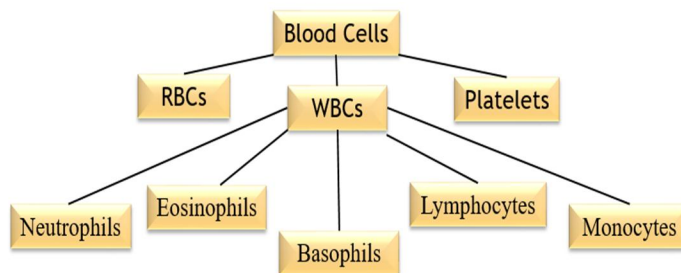 Blood Cells
RBCs
WBCs
Platelets
Neutrophils
Eosinophils
Basophils
Lymphocytes
Monocytes